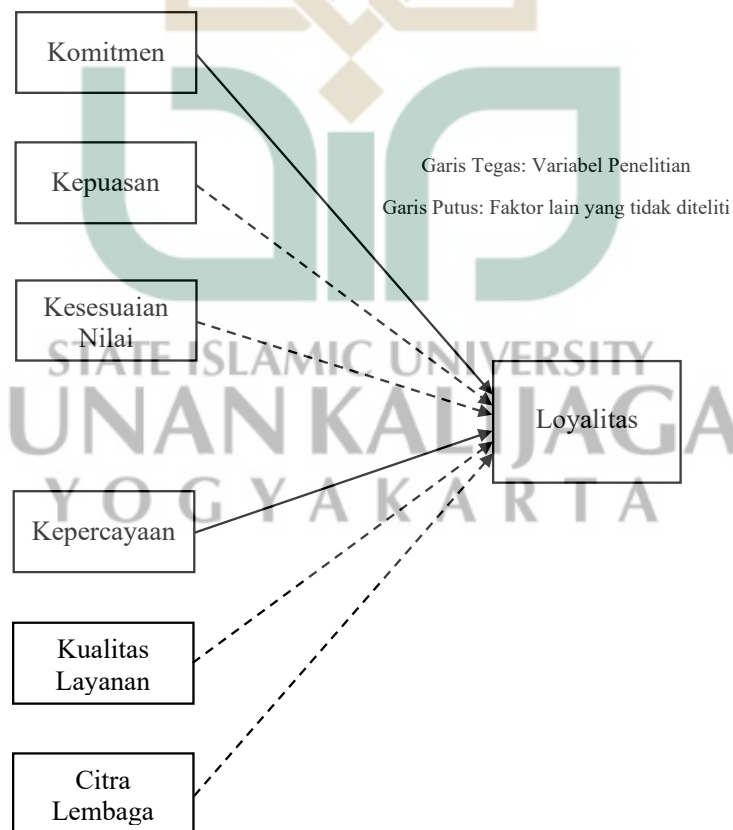 Komitmen
Kepuasan
Garis Tegas: Variabel Penelitian
Garis Putus: Faktor lain yang tidak diteliti
Kesesuaian
Nilai
STATE ISLAMIC UNIVERSITY
UNAN KALIJAGA
YOGYAKARTA
Loyalitas
Kepercayaan
Kualitas
Layanan
Citra
Lembaga